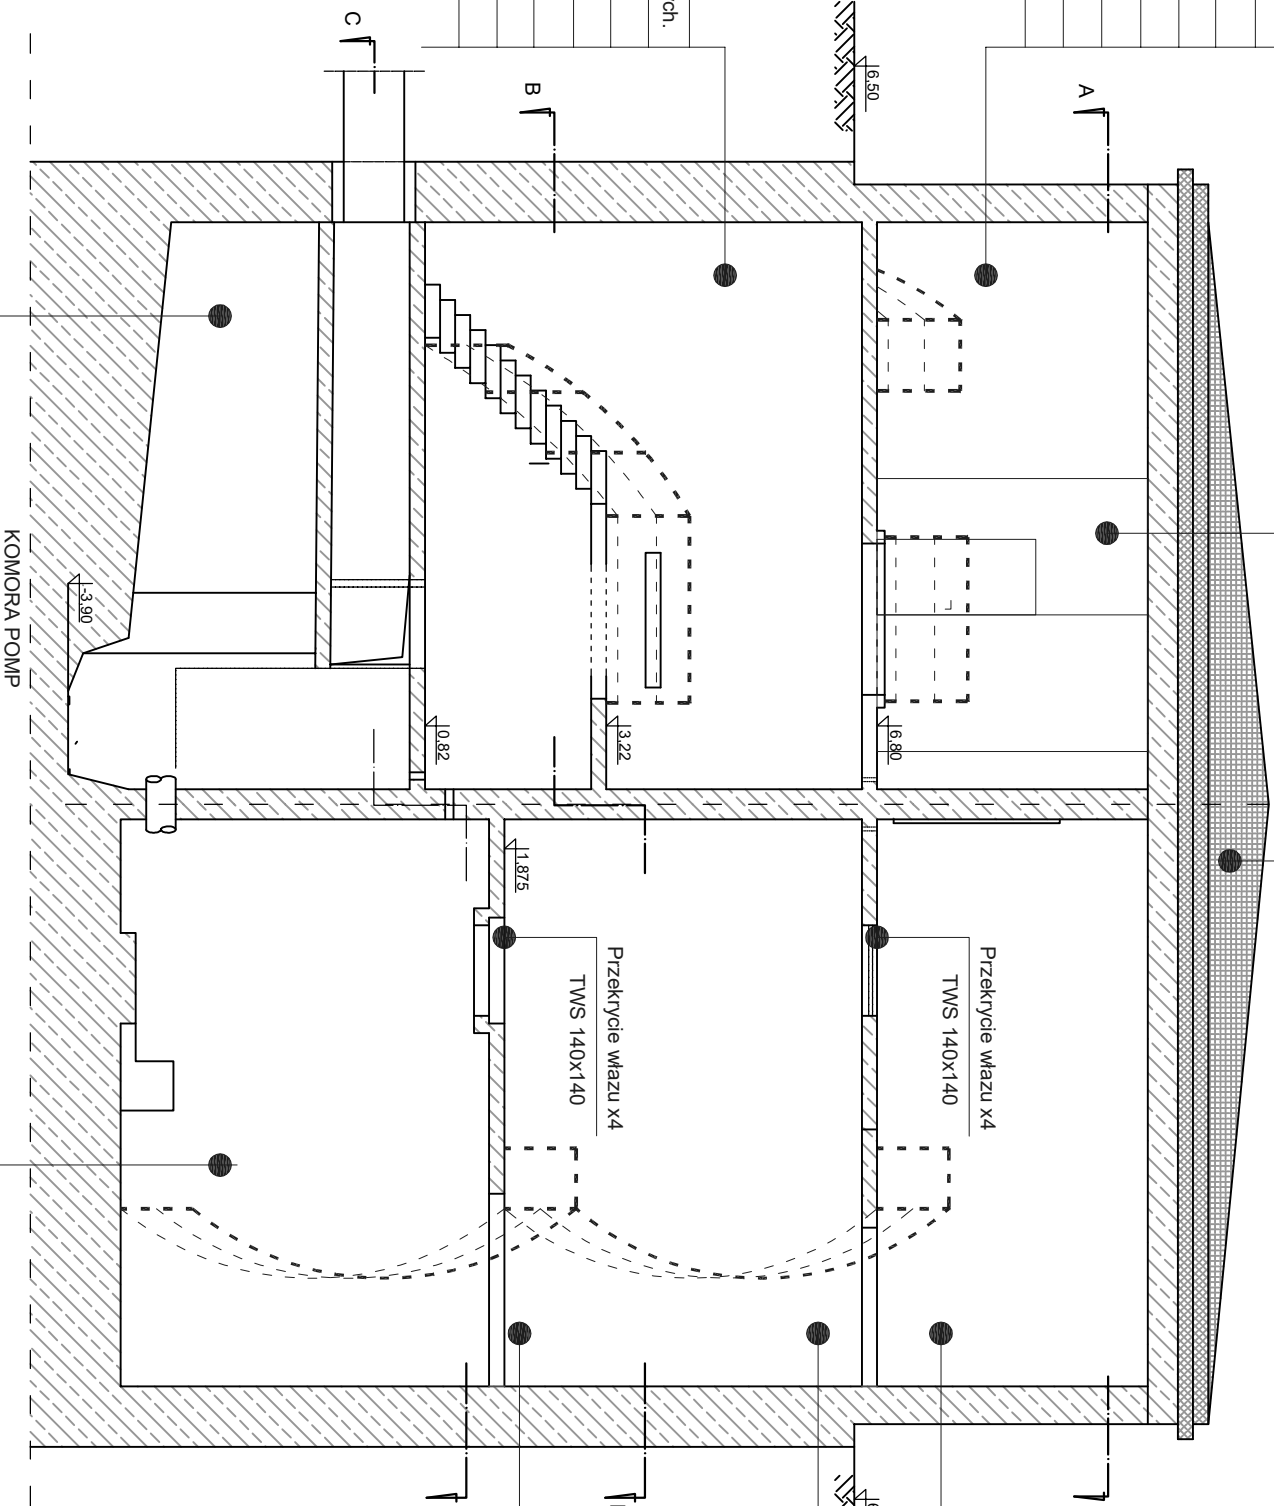 A
B
C
rch.
6,50
6,80
3,22
0,82
1,875
-3,90
Przekrycie włazu x4
TWS 140x140
Przekrycie włazu x4
TWS 140x140
KOMORA POMP